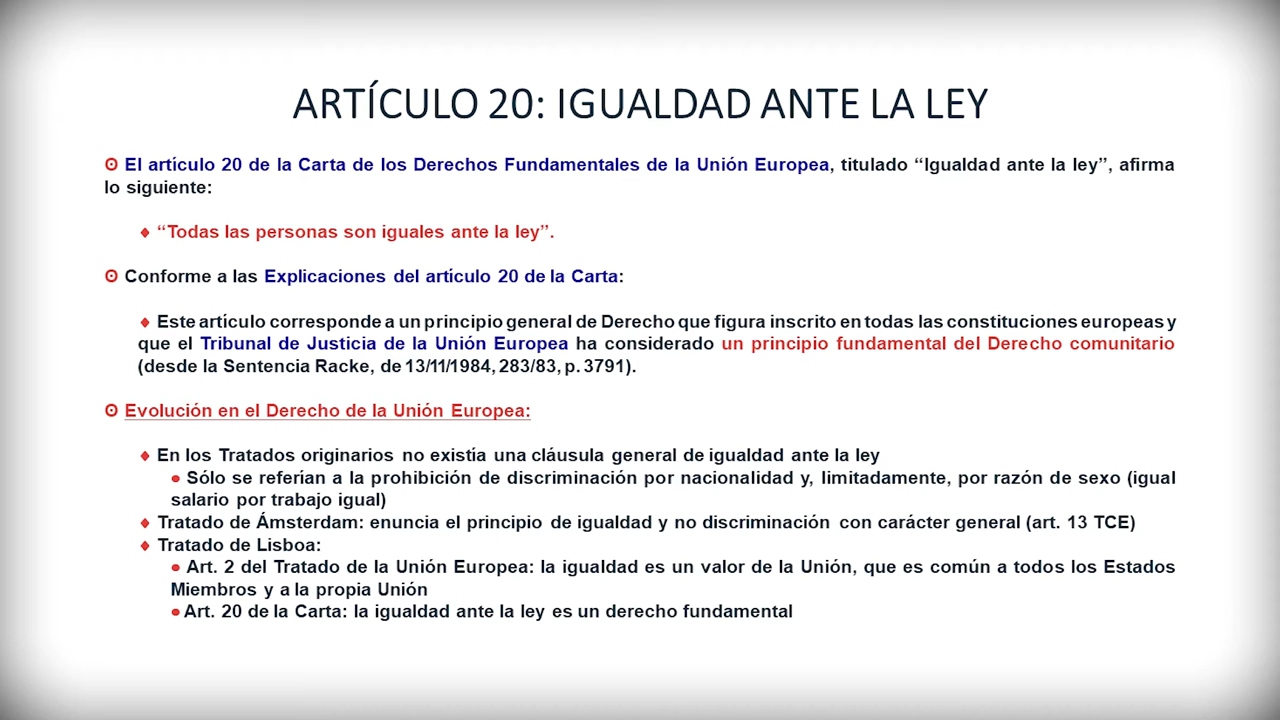 ARTÍCULO 20: IGUALDAD ANTE LA LEY
El artículo 20 de la Carta de los Derechos Fundamentales de la Unión Europea, titulado “Igualdad ante la ley”, afirma
lo siguiente:
“Todas las personas son iguales ante la ley”.
Conforme a las Explicaciones del artículo 20 de la Carta:
Este artículo corresponde a un principio general de Derecho que figura inscrito en todas las constituciones europeas y
que el Tribunal de Justicia de la Unión Europea ha considerado un principio fundamental del Derecho comunitario
(desde la Sentencia Racke, de 13/11/1984, 283/83, p. 3791).
Evolución en el Derecho de la Unión Europea:
En los Tratados originarios no existía una cláusula general de igualdad ante la ley
Sólo se referían a la prohibición de discriminación por nacionalidad y, limitadamente, por razón de sexo (igual
salario por trabajo igual)
Tratado de Ámsterdam: enuncia el principio de igualdad y no discriminación con carácter general (art. 13 TCE)
Tratado de Lisboa:
Art. 2 del Tratado de la Unión Europea: la igualdad es un valor de la Unión, que es común a todos los Estados
Miembros y a la propia Unión
Art. 20 de la Carta: la igualdad ante la ley es un derecho fundamental